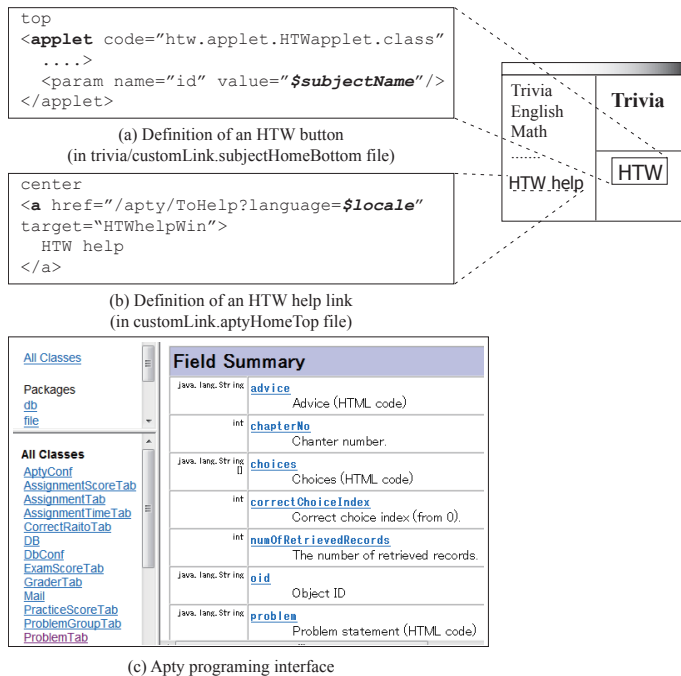 top
<applet code=”htw.applet.HTWapplet.class”
....>
<param name=”id” value=”$subjectName”/>
</applet>
(a) Definition of an HTW button
(in trivia/customLink.subjectHomeBottom file)
center
<a href=”/apty/ToHelp?language=$locale”
target=“HTWhelpWin”>
HTW help
</a>
(b) Definition of an HTW help link
(in customLink.aptyHomeTop file)
Trivia
English
Math
.......
HTW help
Trivia
HTW
All Classes
Packages
db
file
All Classes
AptyConf
AssignmentScoreTab
AssignmentTab
AssignmentTimeTab
CorrectRaitoTab
DB
DbConf
ExamScoreTab
GraderTab
Mail
PracticeScoreTab
ProblemGroupTab
ProblemTab
Field Summary
java.lang.String advice
Advice (HTML code)
int chapterNo
Chanter number.
java.lang.String[] choices
Choices (HTML code)
int correctChoiceIndex
Correct choice index (from 0).
int numOfRetrievedRecords
The number of retrieved records.
java.lang.String oid
Object ID
java.lang.String problem
Problem statement (HTML code)
(c) Apty programing interface